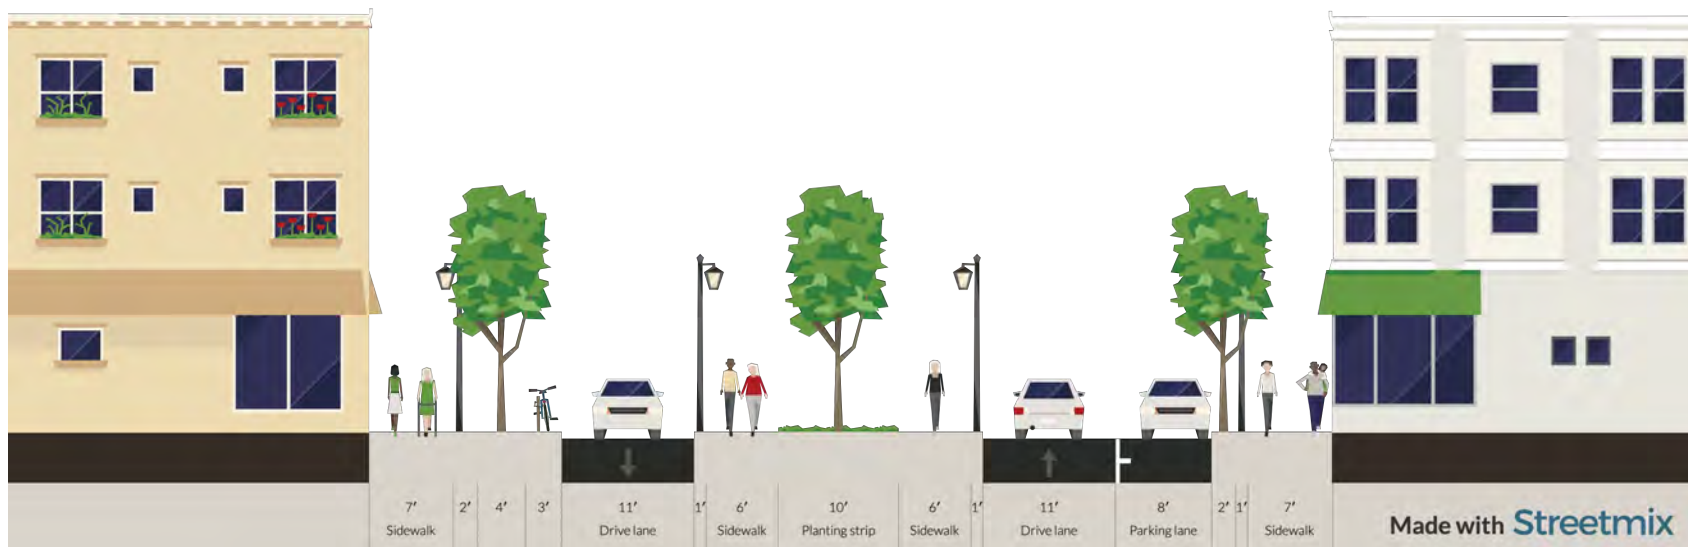 7' 2' 4' 3' 11' 1' 6' 10' 6' 1' 11' 8' 2' 1' 7'
Sidewalk Drive lane Sidewalk Planting strip Sidewalk Drive lane Parking lane Sidewalk
Made with Streetmix